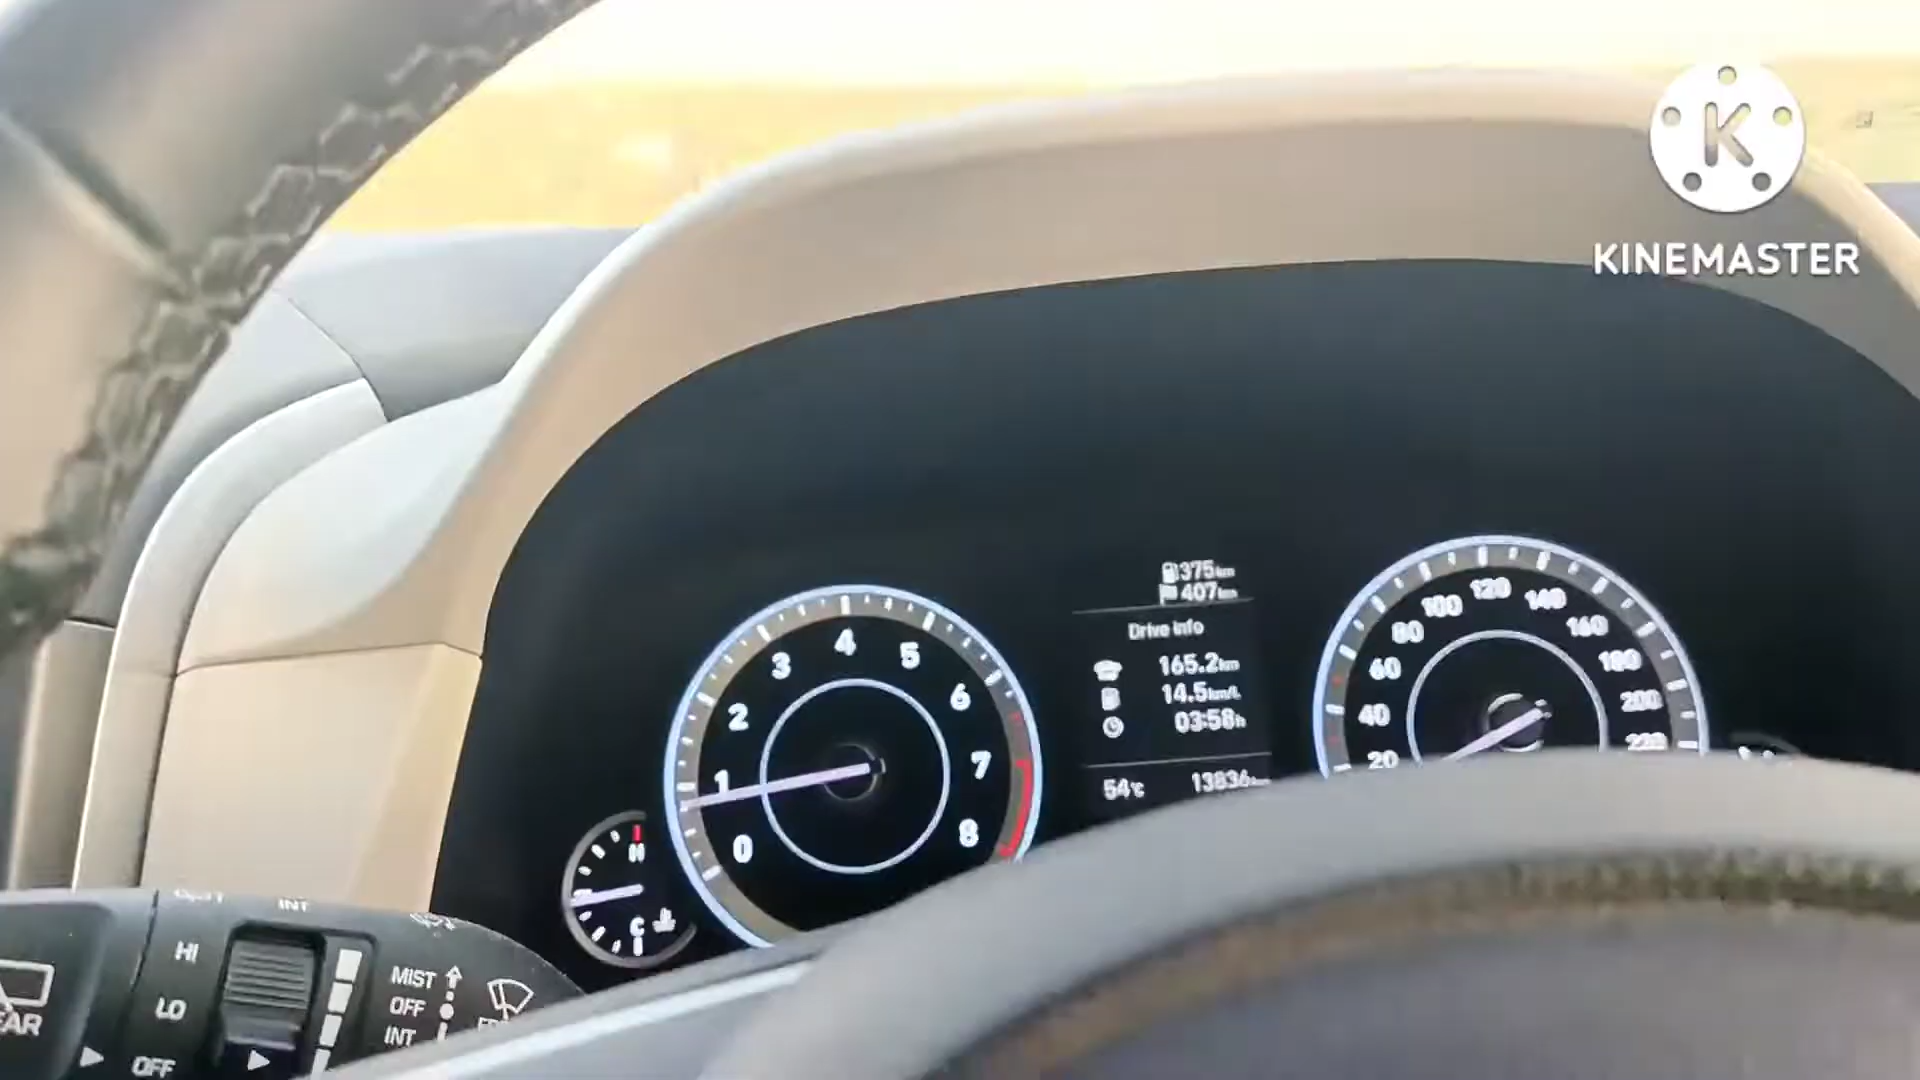 K
KINEMASTER
375km
407km
Drive info
165.2km
14.5km/L
03:58h
54°C
13836
0
1
2
3
4
5
6
7
8
H
C
20
40
60
80
100
120
140
160
180
200
220
INT
HI
LO
OFF
MIST
OFF
INT